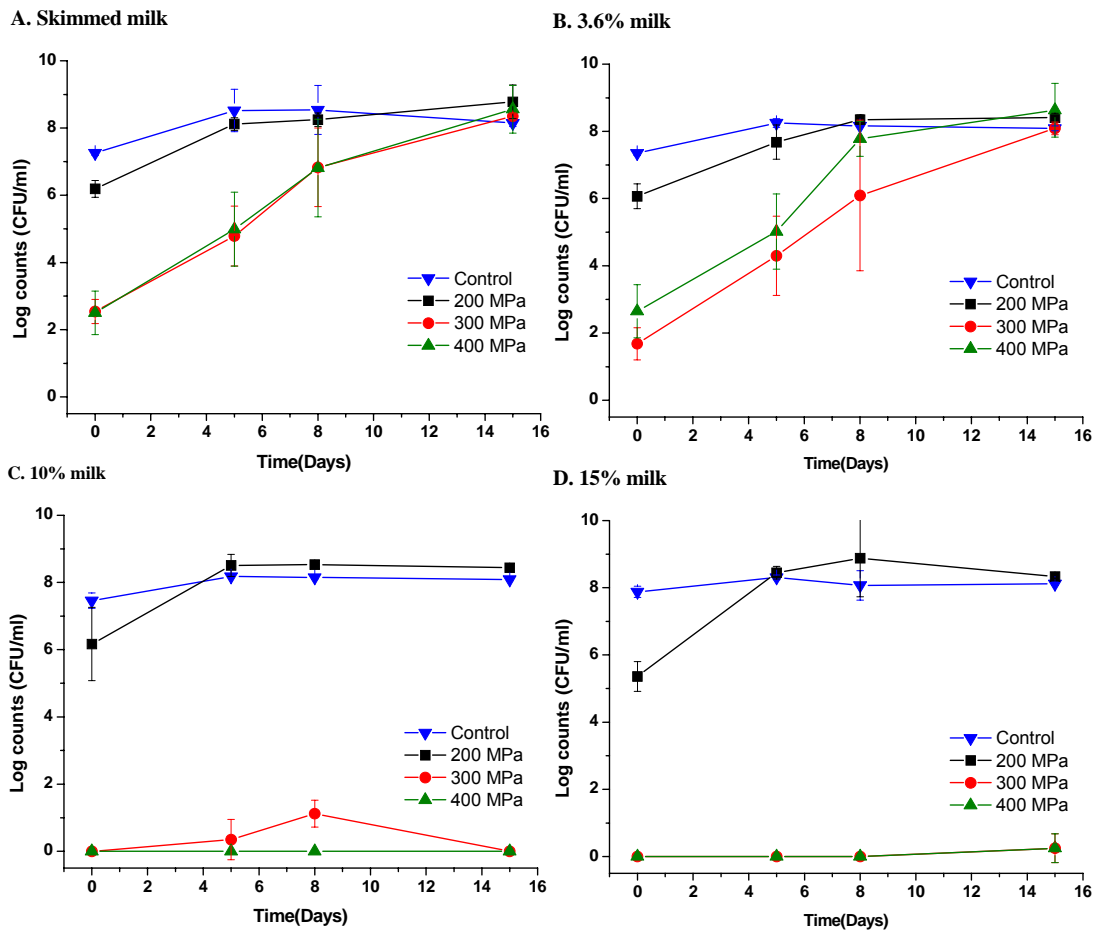 A. Skimmed milk
10
8
6
4
2
0
Log counts (CFU/ml)
Control
200 MPa
300 MPa
400 MPa
0 2 4 6 8 10 12 14 16
Time(Days)
B. 3.6% milk
10
8
6
4
2
0
Log counts (CFU/ml)
Control
200 MPa
300 MPa
400 MPa
0 2 4 6 8 10 12 14 16
Time(Days)
C. 10% milk
10
8
6
4
2
0
Log counts (CFU/ml)
Control
200 MPa
300 MPa
400 MPa
0 2 4 6 8 10 12 14 16
Time(Days)
D. 15% milk
10
8
6
4
2
0
Log counts (CFU/ml)
Control
200 MPa
300 MPa
400 MPa
0 2 4 6 8 10 12 14 16
Time(Days)